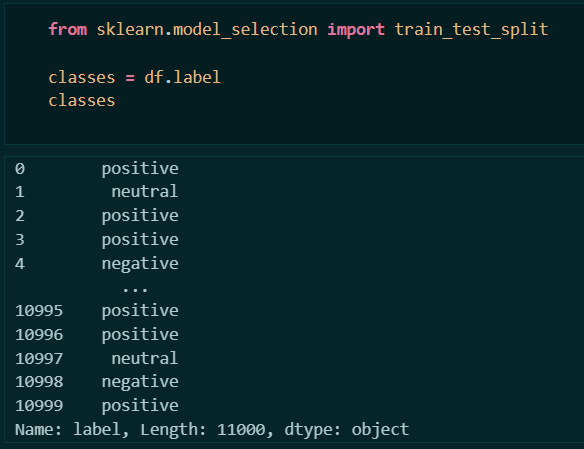 from sklearn.model_selection import train_test_split
classes = df.label
classes
0        positive
1         neutral
2        positive
3        positive
4        negative
           ...
10995    positive
10996    positive
10997     neutral
10998    negative
10999    positive
Name: label, Length: 11000, dtype: object